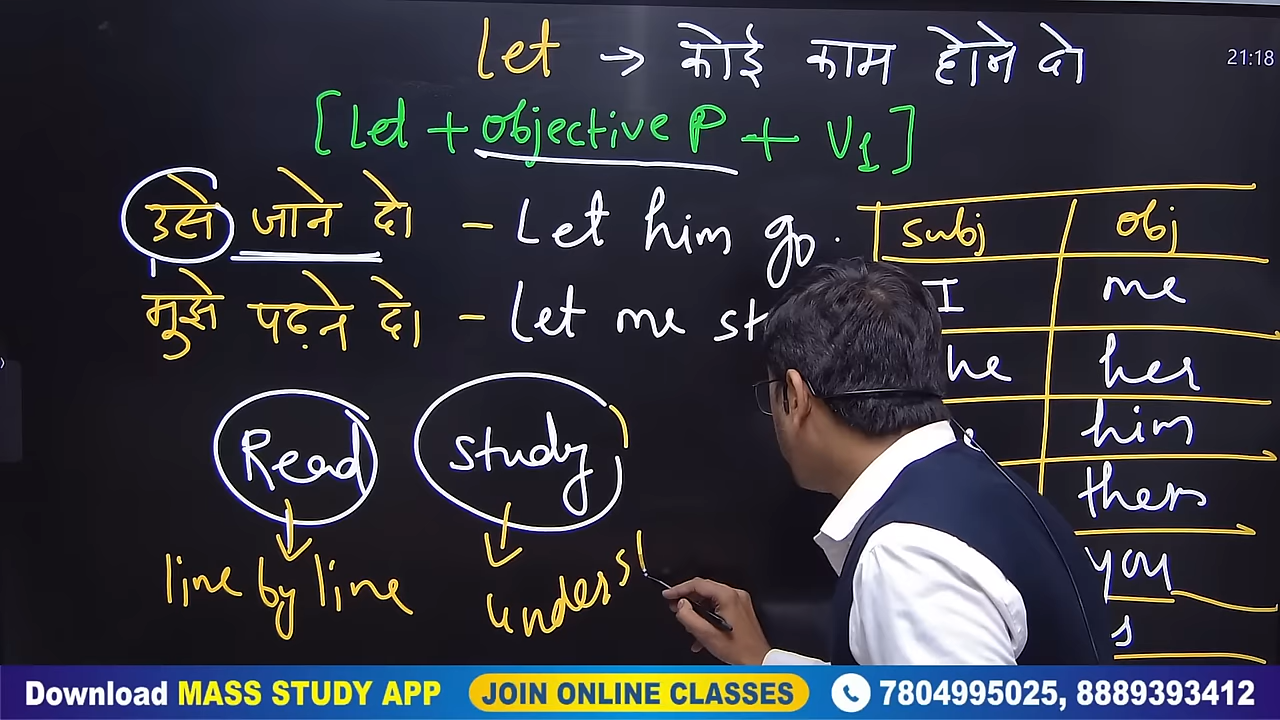 let → कोई काम होने दो
21:18
[Let + objective P + V1]
उसे जाने दो। - Let him go.
मुझे पढ़ने दो। - Let me st
Subj obj
I me
he her
him
them
you
s
Read study
line by line underst
Download MASS STUDY APP JOIN ONLINE CLASSES 7804995025, 8889393412